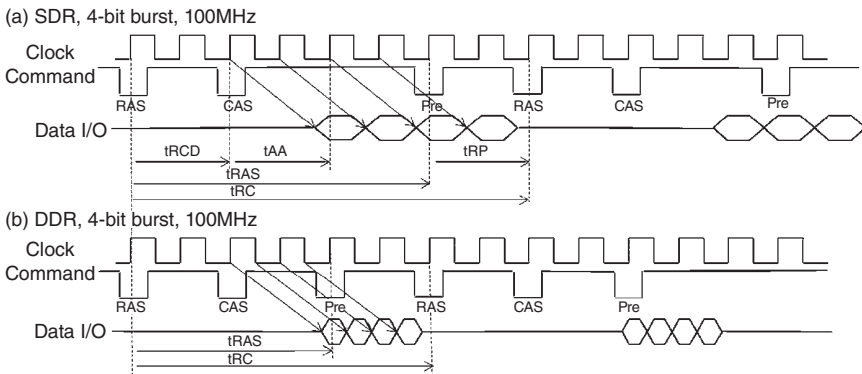 (a) SDR, 4-bit burst, 100MHz
Clock
Command
RAS CAS Pre RAS CAS Pre
Data I/O
tRCD tAA tRP
tRAS
tRC
(b) DDR, 4-bit burst, 100MHz
Clock
Command
RAS CAS Pre RAS CAS Pre
Data I/O
tRAS
tRC